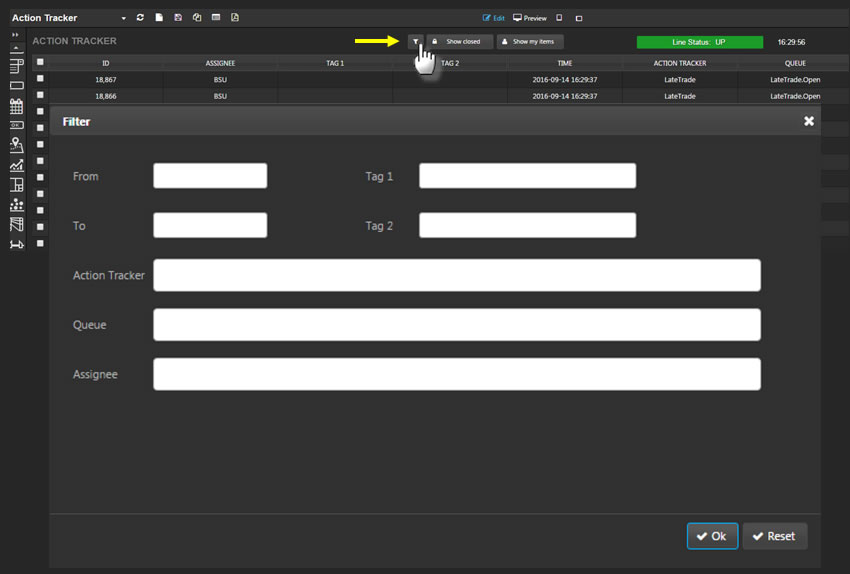 Action Tracker Edit Preview
ACTION TRACKER Show closed Show my items Line Status: UP 16:29:56
ID ASSIGNEE TAG 1 TAG 2 TIME ACTION TRACKER QUEUE
18,867 BSU 2016-09-14 16:29:37 LateTrade LateTrade.Open
18,866 BSU 2016-09-14 16:29:37 LateTrade LateTrade.Open
Filter
From Tag 1
To Tag 2
Action Tracker
Queue
Assignee
Ok Reset